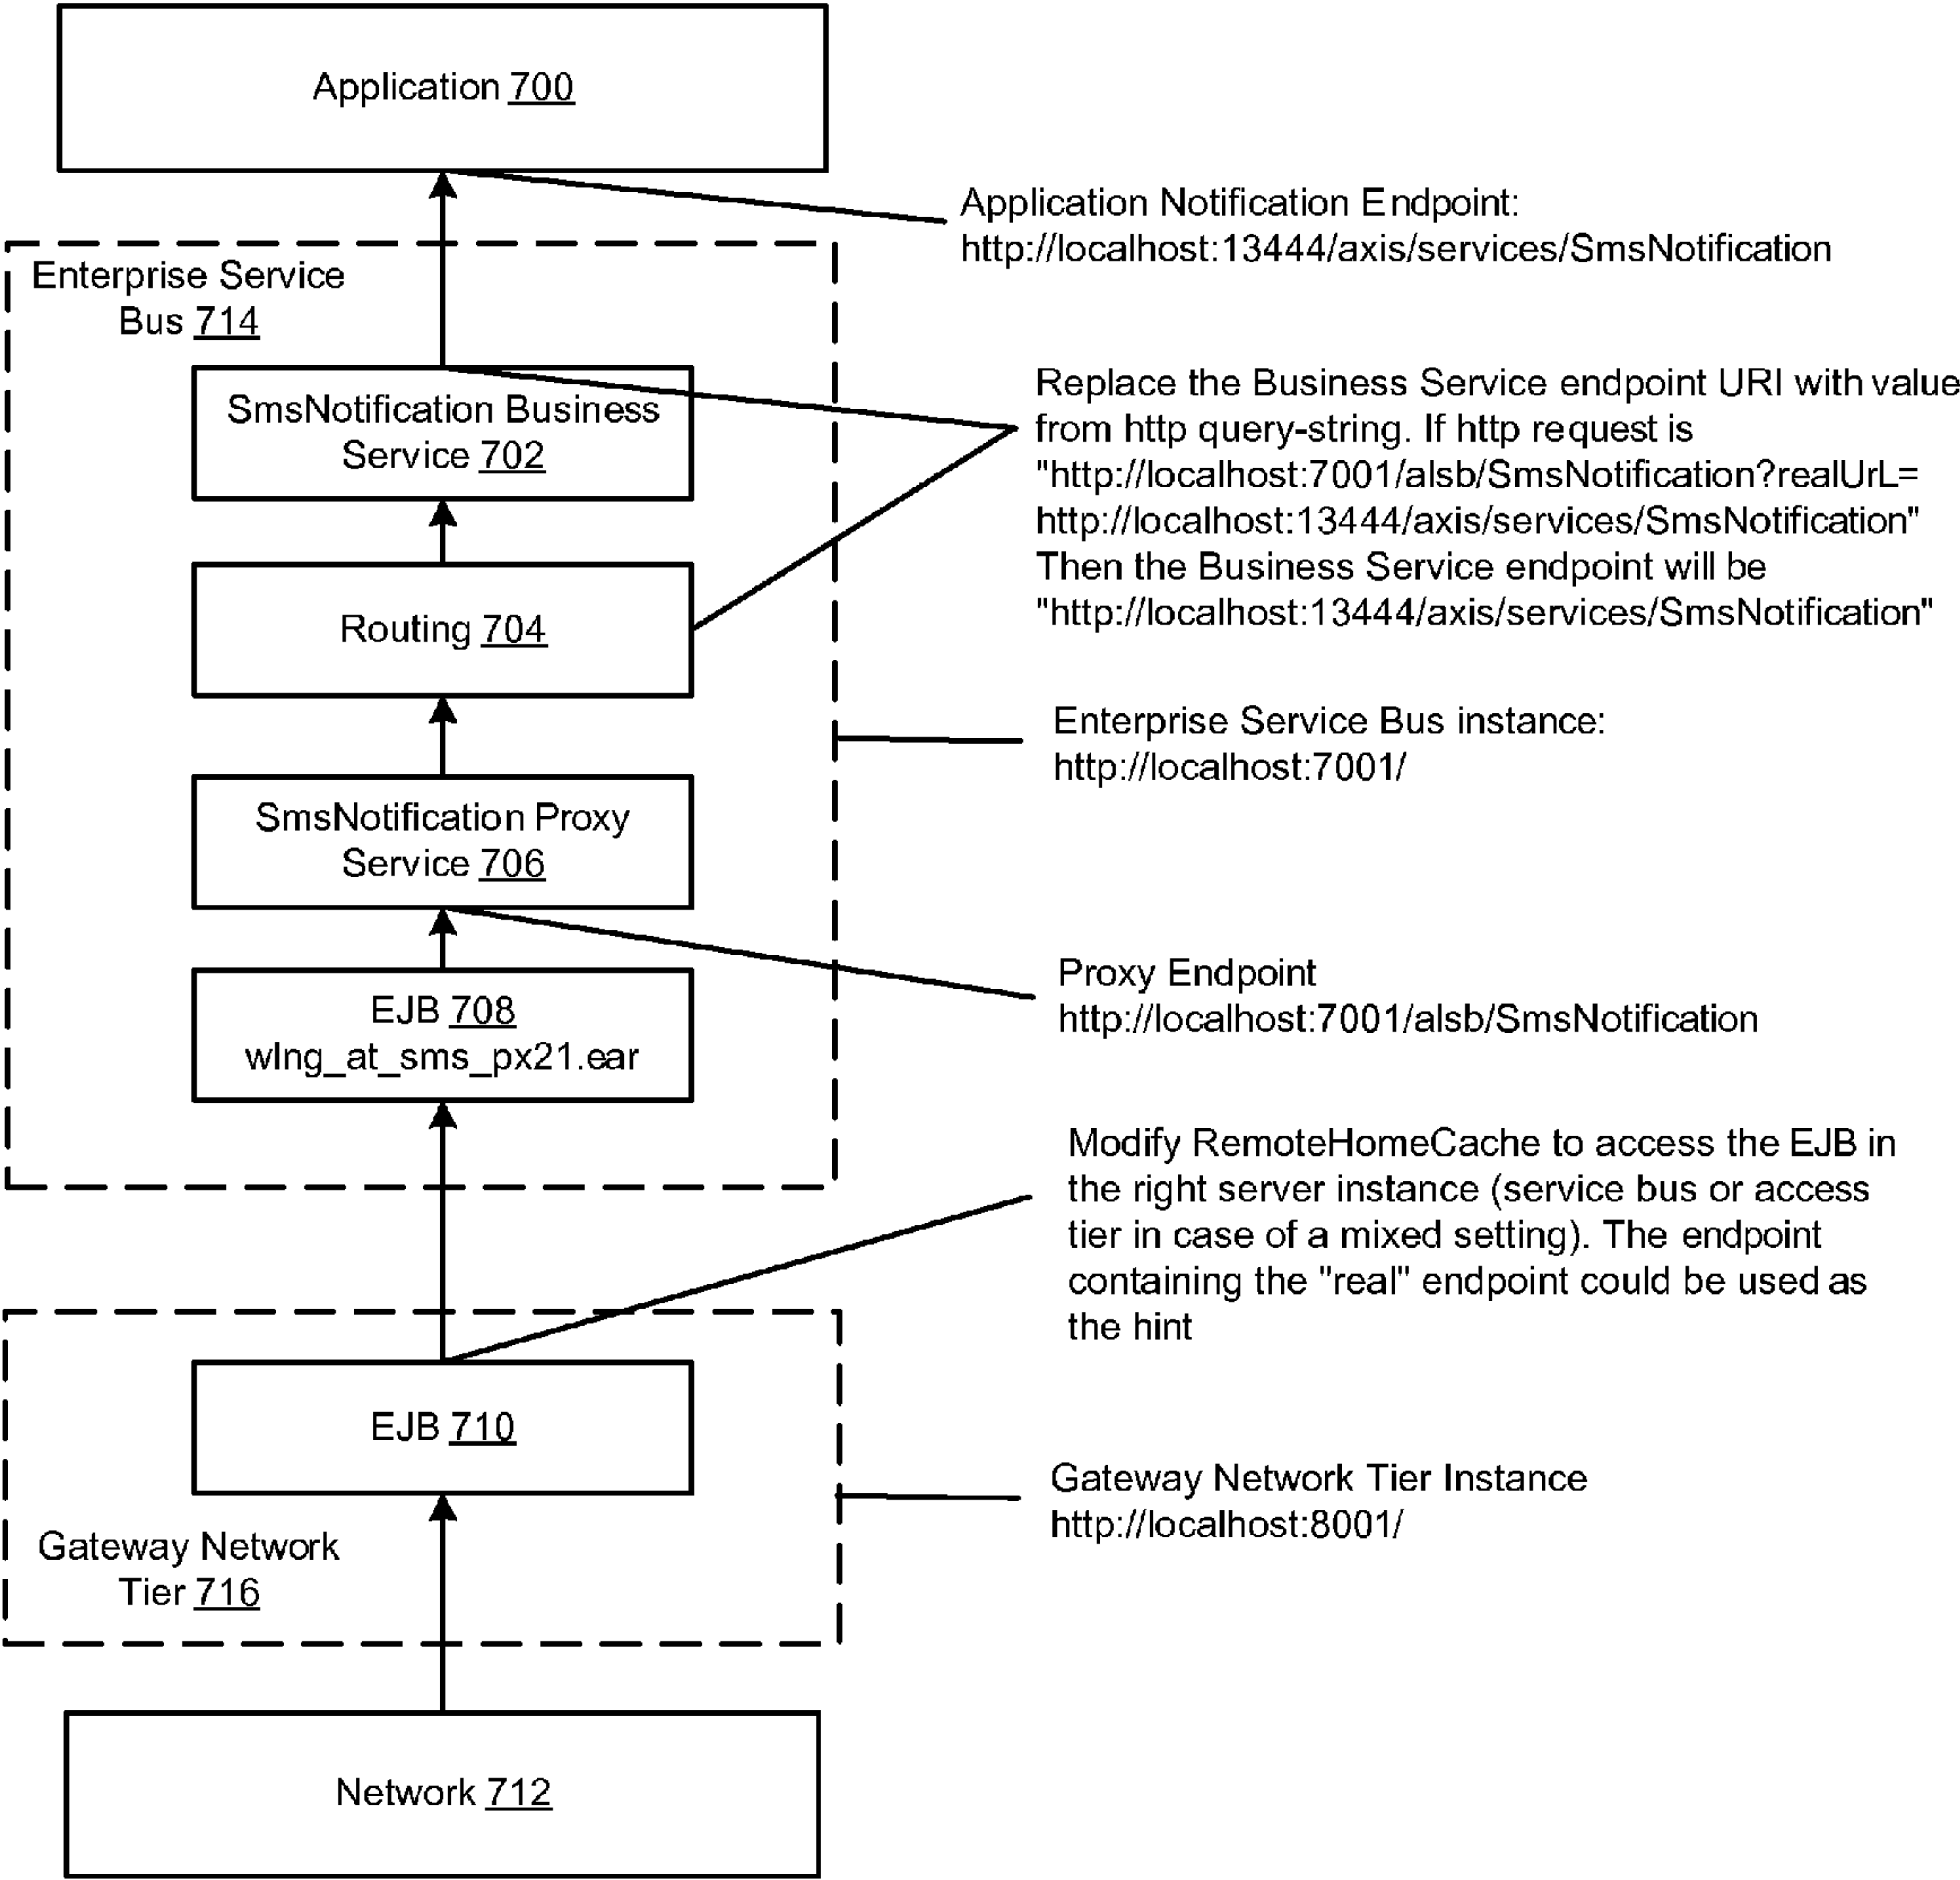 Application 700
Application Notification Endpoint:
http://localhost:13444/axis/services/SmsNotification
Enterprise Service
Bus 714
SmsNotification Business
Service 702
Replace the Business Service endpoint URI with value
from http query-string. If http request is
"http://localhost:7001/alsb/SmsNotification?realUrL=
http://localhost:13444/axis/services/SmsNotification"
Then the Business Service endpoint will be
"http://localhost:13444/axis/services/SmsNotification"
Routing 704
Enterprise Service Bus instance:
http://localhost:7001/
SmsNotification Proxy
Service 706
Proxy Endpoint
http://localhost:7001/alsb/SmsNotification
EJB 708
wlng_at_sms_px21.ear
Modify RemoteHomeCache to access the EJB in
the right server instance (service bus or access
tier in case of a mixed setting). The endpoint
containing the "real" endpoint could be used as
the hint
EJB 710
Gateway Network Tier Instance
http://localhost:8001/
Gateway Network
Tier 716
Network 712